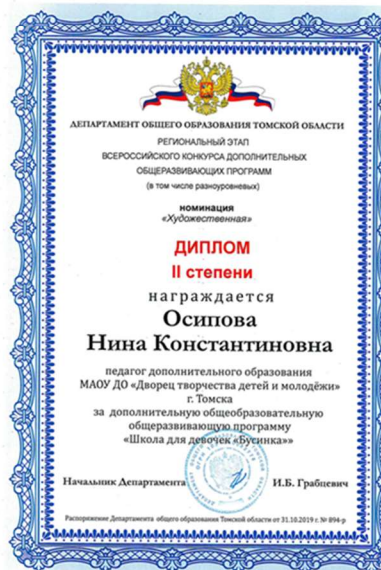 ДЕПАРТАМЕНТ ОБЩЕГО ОБРАЗОВАНИЯ ТОМСКОЙ ОБЛАСТИ
РЕГИОНАЛЬНЫЙ ЭТАП
ВСЕРОССИЙСКОГО КОНКУРСА ДОПОЛНИТЕЛЬНЫХ
ОБЩЕРАЗВИВАЮЩИХ ПРОГРАММ
(в том числе разноуровневых)
номинация
«Художественная»
ДИПЛОМ
II степени
награждается
Осипова
Нина Константиновна
педагог дополнительного образования
МАОУ ДО «Дворец творчества детей и молодёжи»
г. Томска
за дополнительную общеобразовательную
общеразвивающую программу
«Школа для девочек «Бусинка»»
Начальник Департамента И.Б. Грабцевич
Распоряжение Департамента общего образования Томской области от 31.10.2019 г. № 894-р